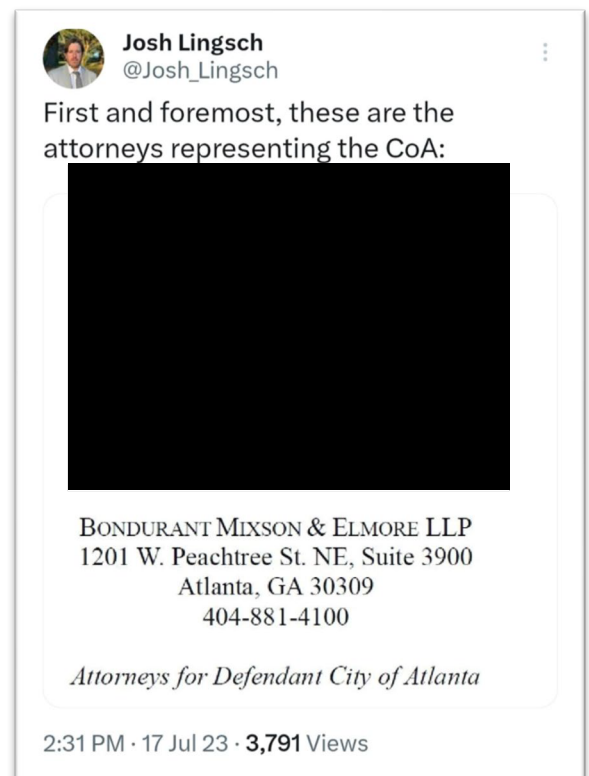 Josh Lingsch
@Josh_Lingsch
First and foremost, these are the
attorneys representing the CoA:
BONDURANT MIXSON & ELMORE LLP
1201 W. Peachtree St. NE, Suite 3900
Atlanta, GA 30309
404-881-4100
Attorneys for Defendant City of Atlanta
2:31 PM · 17 Jul 23 · 3,791 Views